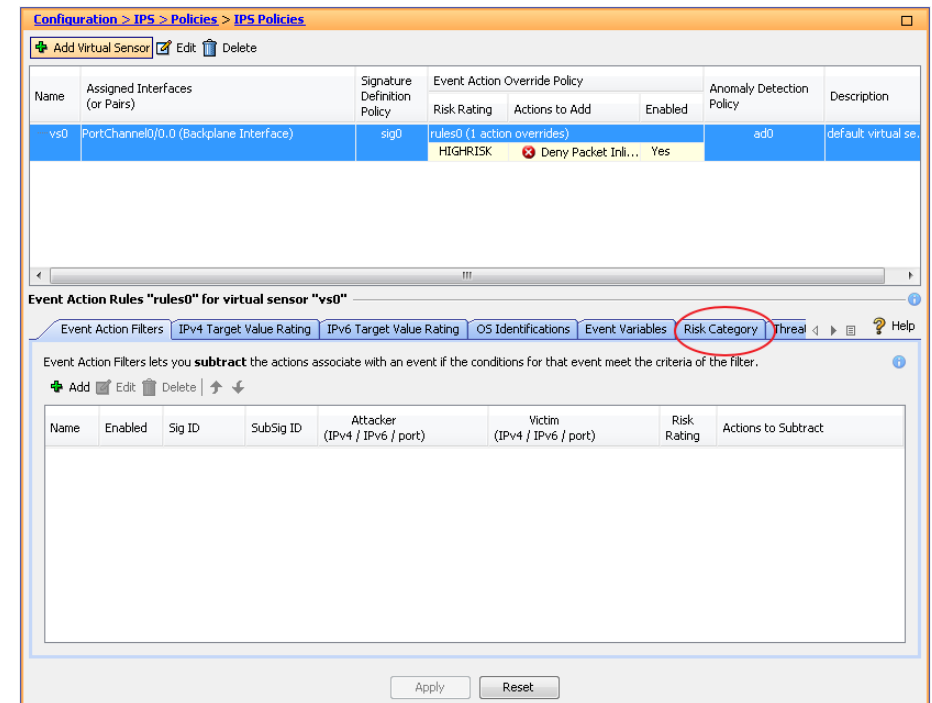 Configuration > IPS > Policies > IPS Policies
Add Virtual Sensor Edit Delete
Name Assigned Interfaces (or Pairs) Signature Definition Policy Event Action Override Policy Anomaly Detection Policy Description
Risk Rating Actions to Add Enabled
vs0 PortChannel0/0.0 (Backplane Interface) sig0 rules0 (1 action overrides) ad0 default virtual se.
HIGHRISK Deny Packet Inli... Yes
Event Action Rules "rules0" for virtual sensor "vs0"
Event Action Filters IPv4 Target Value Rating IPv6 Target Value Rating OS Identifications Event Variables Risk Category Threat Help
Event Action Filters lets you subtract the actions associate with an event if the conditions for that event meet the criteria of the filter.
Add Edit Delete
Name Enabled Sig ID SubSig ID Attacker (IPv4 / IPv6 / port) Victim (IPv4 / IPv6 / port) Risk Rating Actions to Subtract
Apply Reset